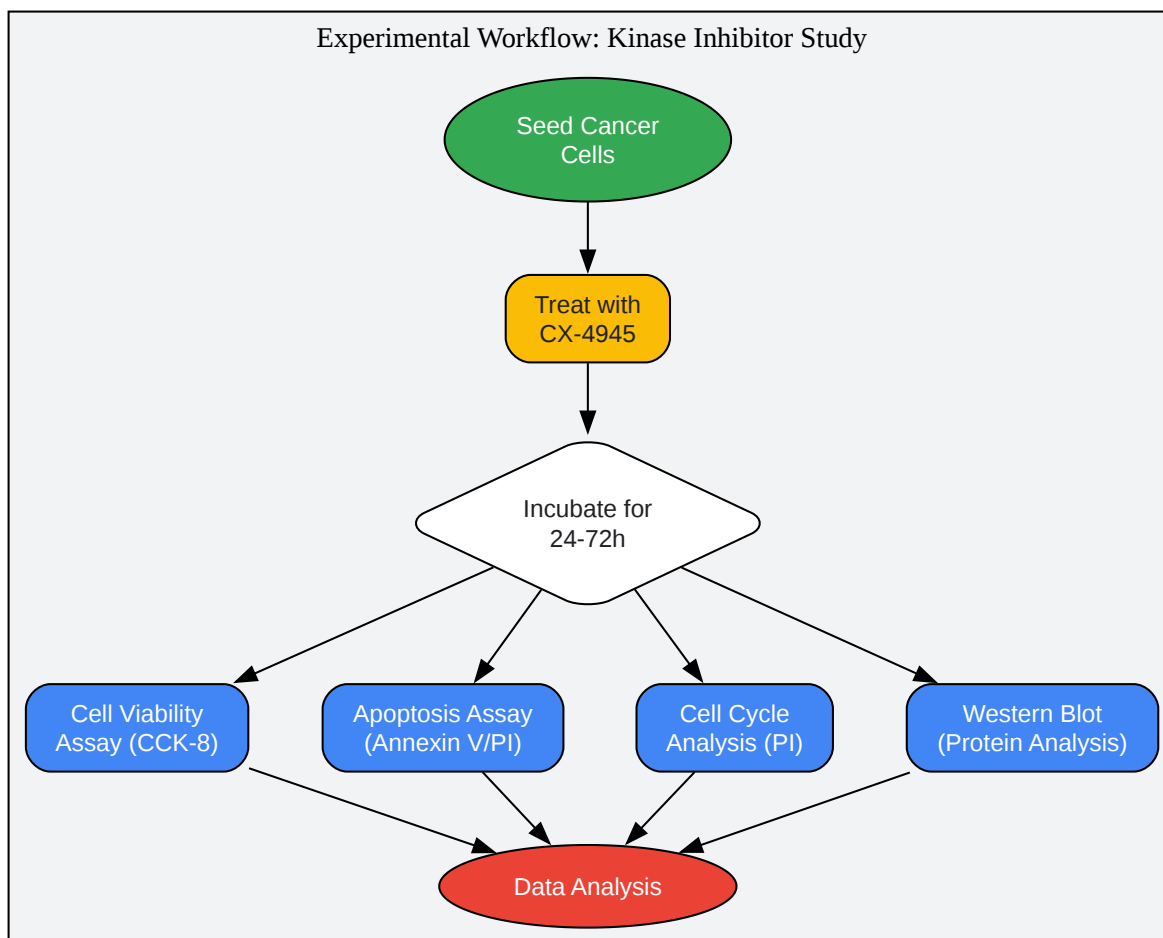 Experimental Workflow: Kinase Inhibitor Study
Seed Cancer
Cells
Treat with
CX-4945
Incubate for
24-72h
Cell Viability
Assay (CCK-8)
Apoptosis Assay
(Annexin V/PI)
Cell Cycle
Analysis (PI)
Western Blot
(Protein Analysis)
Data Analysis